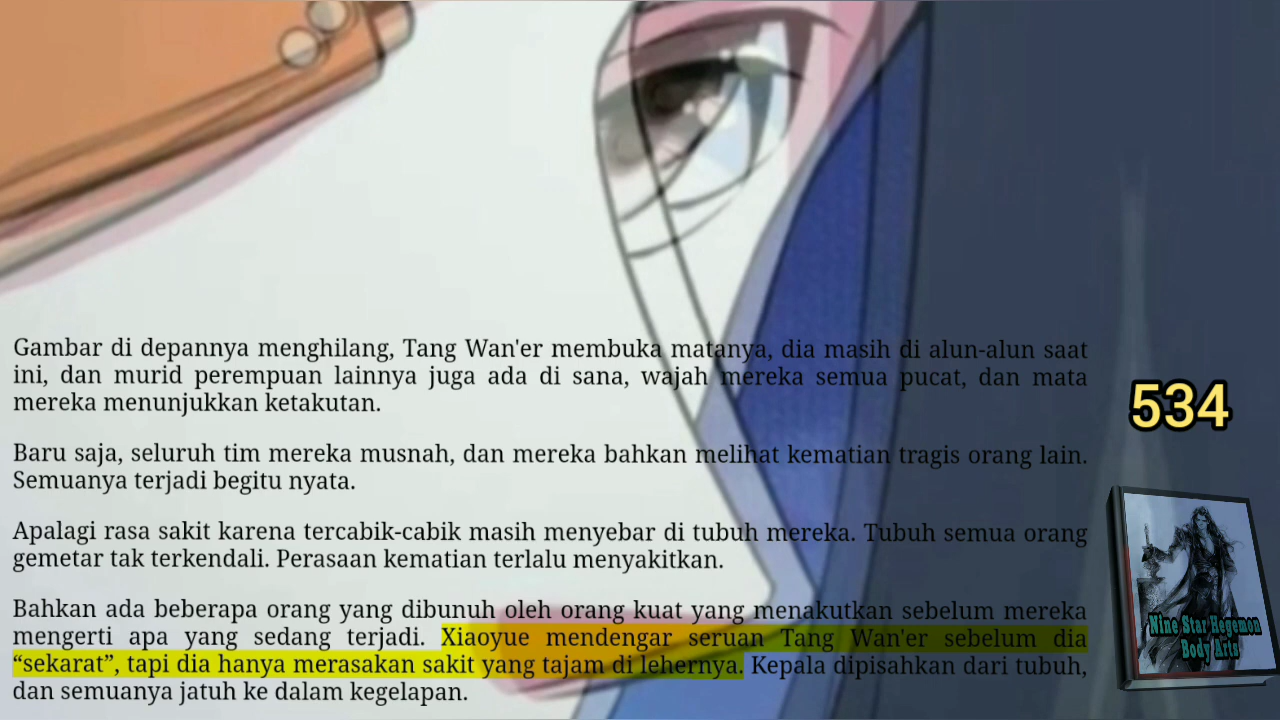 Gambar di depannya menghilang, Tang Wan'er membuka matanya, dia masih di alun-alun saat
ini, dan murid perempuan lainnya juga ada di sana, wajah mereka semua pucat, dan mata
mereka menunjukkan ketakutan.
Baru saja, seluruh tim mereka musnah, dan mereka bahkan melihat kematian tragis orang lain.
Semuanya terjadi begitu nyata.
Apalagi rasa sakit karena tercabik-cabik masih menyebar di tubuh mereka. Tubuh semua orang
gemetar tak terkendali. Perasaan kematian terlalu menyakitkan.
Bahkan ada beberapa orang yang dibunuh oleh orang kuat yang menakutkan sebelum mereka
mengerti apa yang sedang terjadi. Xiaoyue mendengar seruan Tang Wan'er sebelum dia
“sekarat”, tapi dia hanya merasakan sakit yang tajam di lehernya. Kepala dipisahkan dari tubuh,
dan semuanya jatuh ke dalam kegelapan.
534
Nine Star Hegemon
Body Arts